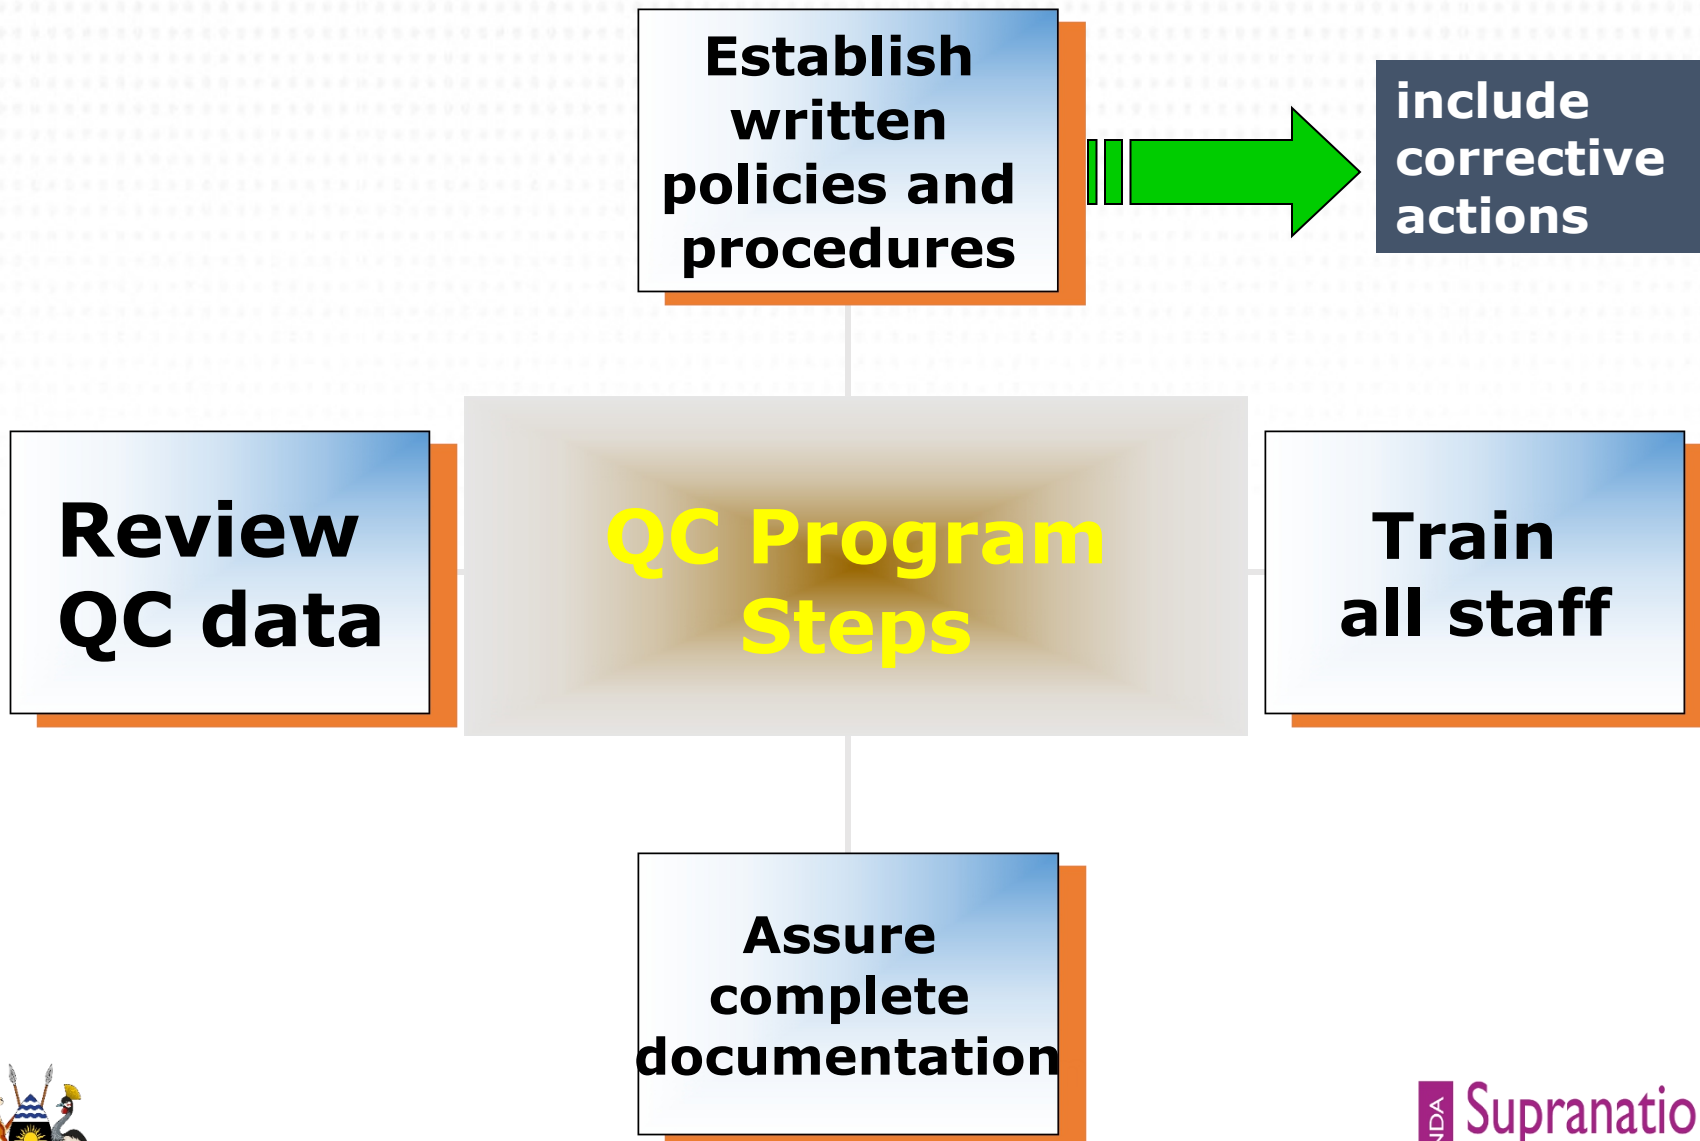 Establish
written
policies and
procedures
include
corrective
actions
Review
QC data
QC Program
Steps
Train
all staff
Assure
complete
documentation
Supranatio
NDA